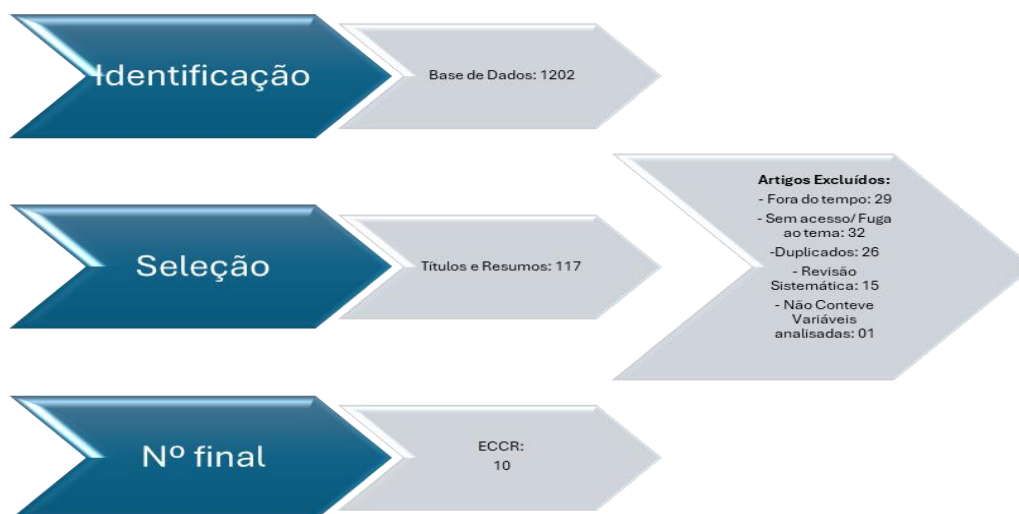 Identificação
Base de Dados: 1202
Seleção
Títulos e Resumos: 117
Artigos Excluídos:
- Fora do tempo: 29
- Sem acesso/ Fuga
ao tema: 32
-Duplicados: 26
- Revisão
Sistemática: 15
- Não Conteve
Variáveis
analisadas: 01
Nº final
ECCR:
10